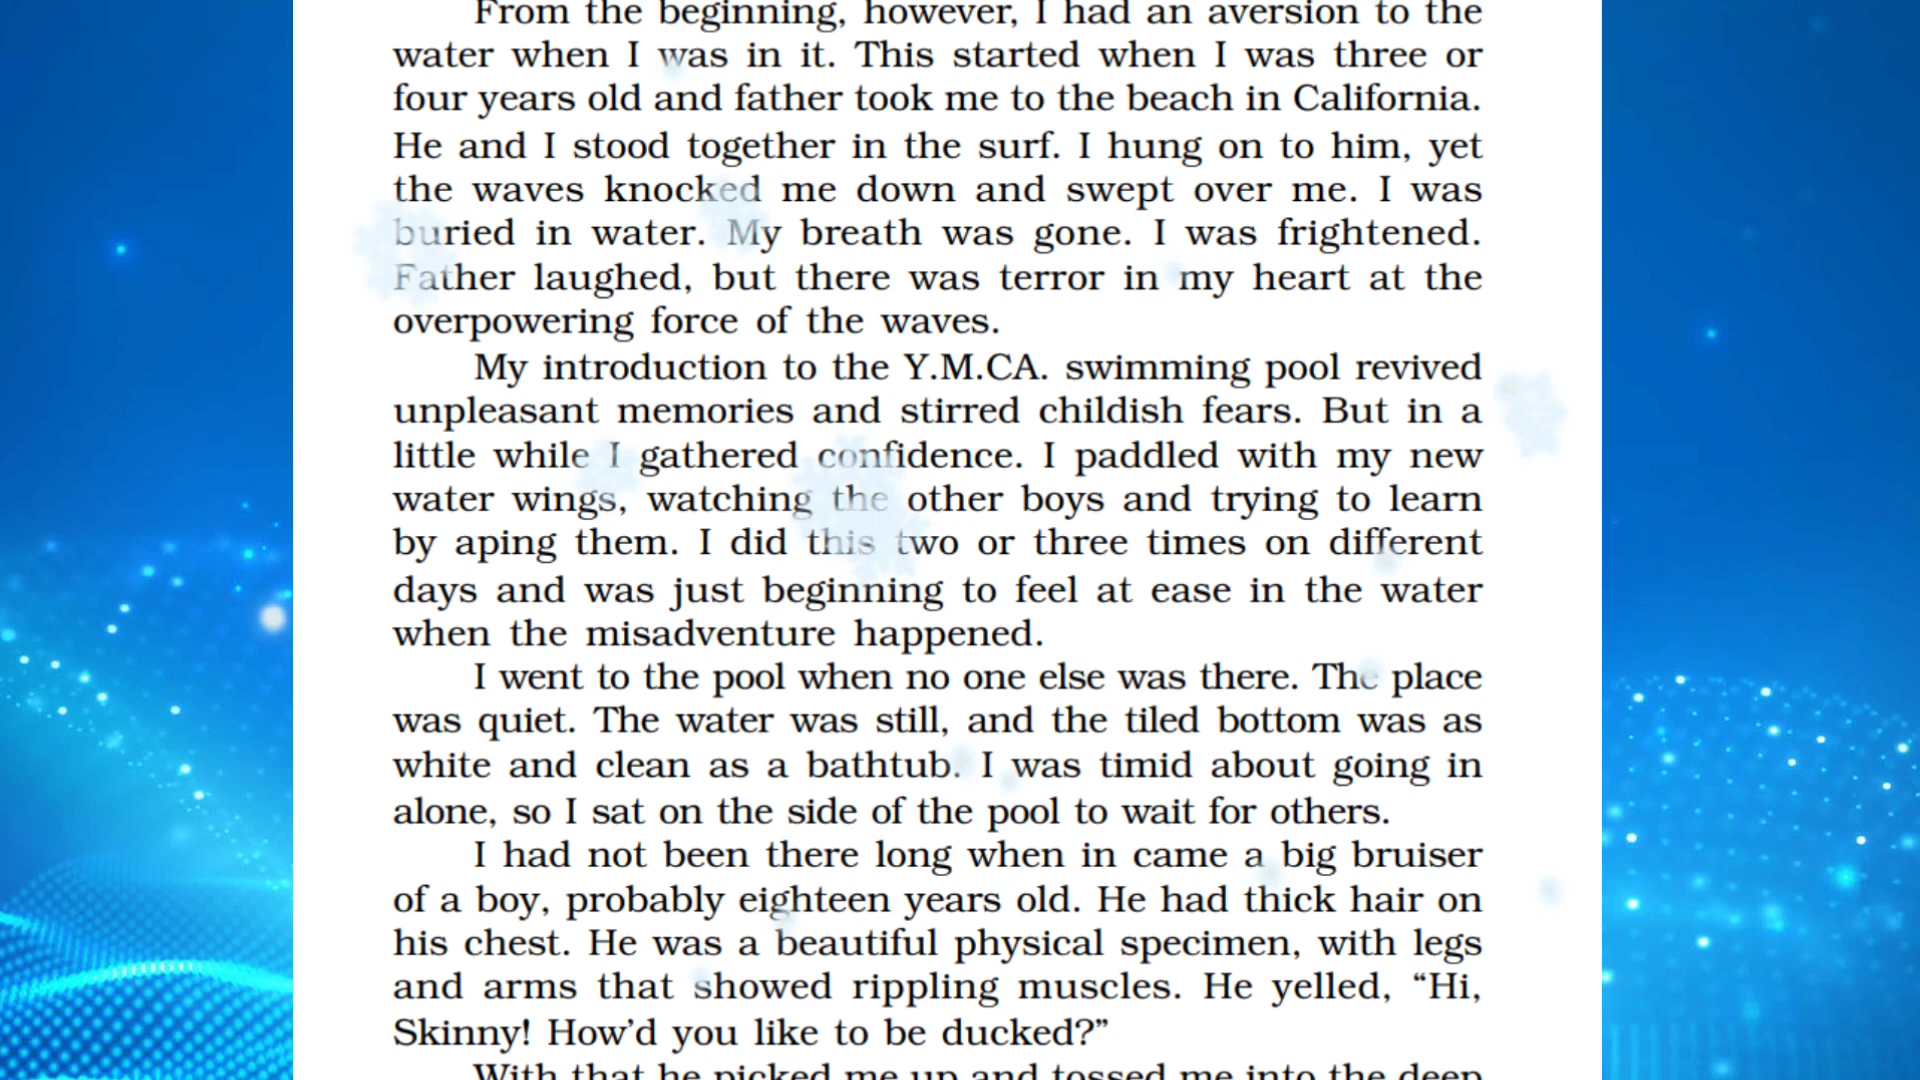 From the beginning, however, I had an aversion to the
water when I was in it. This started when I was three or
four years old and father took me to the beach in California.
He and I stood together in the surf. I hung on to him, yet
the waves knocked me down and swept over me. I was
buried in water. My breath was gone. I was frightened.
Father laughed, but there was terror in my heart at the
overpowering force of the waves.
My introduction to the Y.M.CA. swimming pool revived
unpleasant memories and stirred childish fears. But in a
little while I gathered confidence. I paddled with my new
water wings, watching the other boys and trying to learn
by aping them. I did this two or three times on different
days and was just beginning to feel at ease in the water
when the misadventure happened.
I went to the pool when no one else was there. The place
was quiet. The water was still, and the tiled bottom was as
white and clean as a bathtub. I was timid about going in
alone, so I sat on the side of the pool to wait for others.
I had not been there long when in came a big bruiser
of a boy, probably eighteen years old. He had thick hair on
his chest. He was a beautiful physical specimen, with legs
and arms that showed rippling muscles. He yelled, “Hi,
Skinny! How’d you like to be ducked?”
With that he picked me up and tossed me into the deep